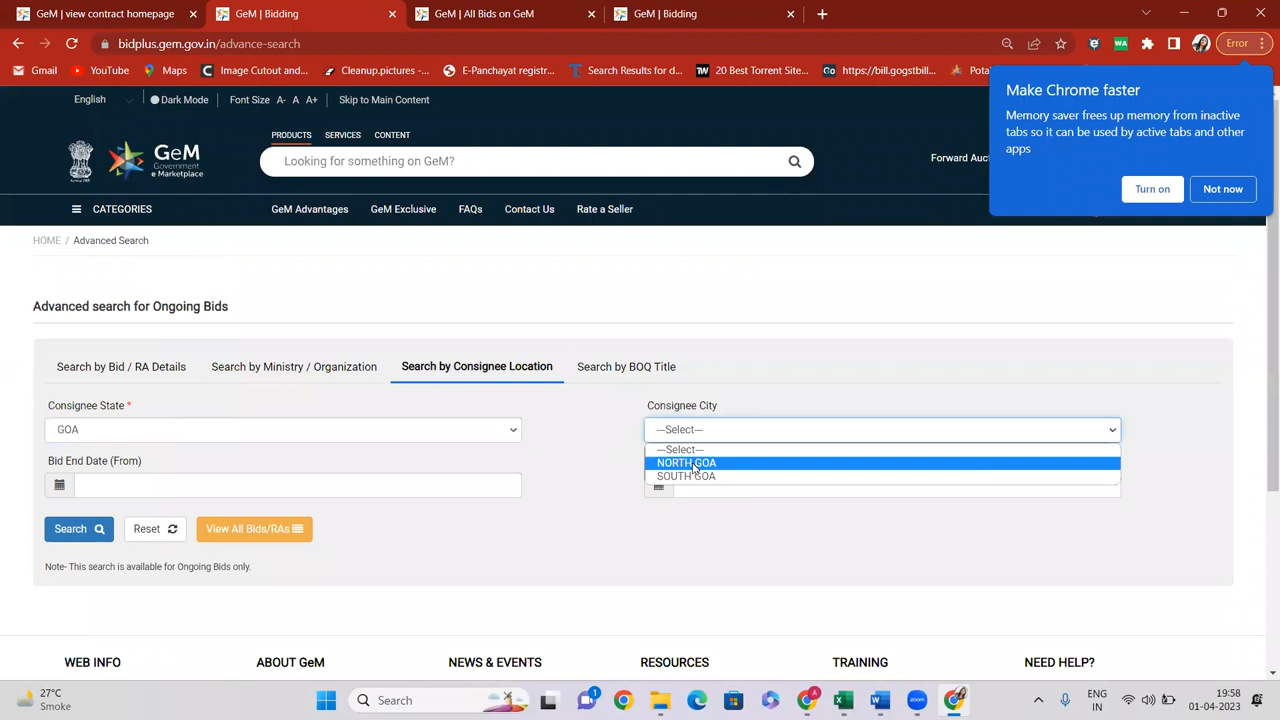 GeM | view contract homepage
GeM | Bidding
GeM | All Bids on GeM
GeM | Bidding
bidplus.gem.gov.in/advance-search
WA
Error
Gmail
YouTube
Maps
Image Cutout and...
Cleanup.pictures -...
E-Panchayat registr...
Search Results for d...
20 Best Torrent Site...
https://bill.gogstbill...
Pota
Make Chrome faster
Memory saver frees up memory from inactive
tabs so it can be used by active tabs and other
apps
Turn on
Not now
English
Dark Mode
Font Size A- A A+
Skip to Main Content
PRODUCTS
SERVICES
CONTENT
GeM
Government
e Marketplace
Looking for something on GeM?
Forward Auct
CATEGORIES
GeM Advantages
GeM Exclusive
FAQs
Contact Us
Rate a Seller
HOME / Advanced Search
Advanced search for Ongoing Bids
Search by Bid / RA Details
Search by Ministry / Organization
Search by Consignee Location
Search by BOQ Title
Consignee State *
Consignee City
GOA
---Select---
---Select---
NORTH GOA
SOUTH GOA
Bid End Date (From)
Search
Reset
View All Bids/RAs
Note- This search is available for Ongoing Bids only.
WEB INFO
ABOUT GeM
NEWS & EVENTS
RESOURCES
TRAINING
NEED HELP?
27°C
Smoke
Search
1
A
zoom
ENG
IN
19:58
01-04-2023